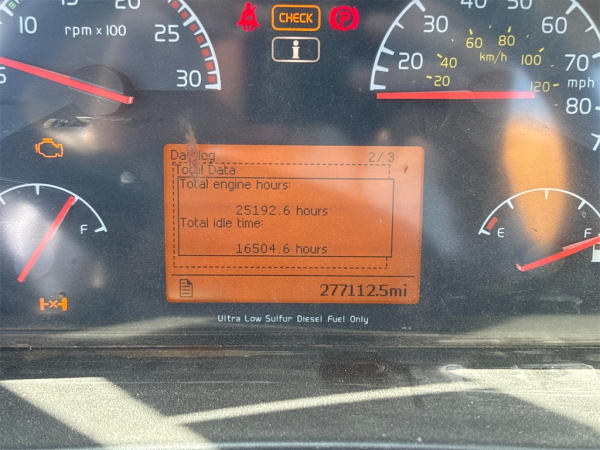 10
20
25
30
rpm x 100
CHECK
P
i
20
30
40
50
60
70
80
20
40
60
80
100
120
km/h
mph
Datalog
2/ 3
Total Data
Total engine hours:
25192.6 hours
Total idle time:
16504.6 hours
277112.5mi
F
E
F
Ultra Low Sulfur Diesel Fuel Only